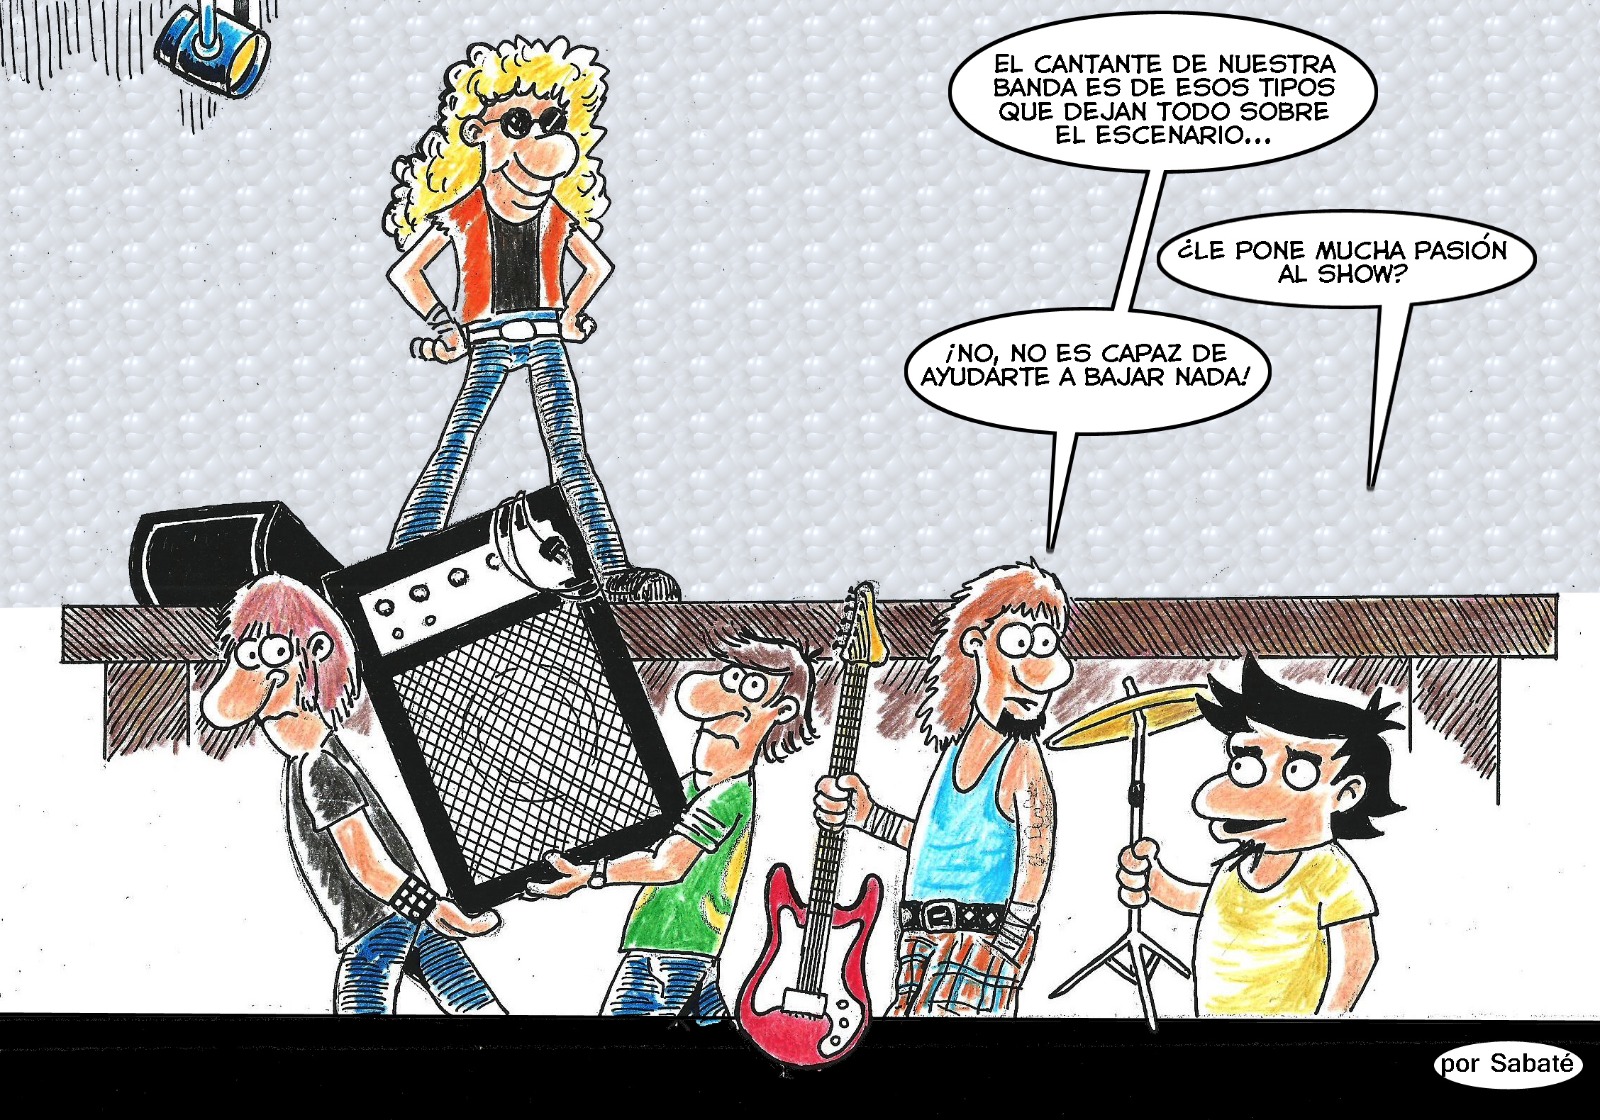 EL CANTANTE DE NUESTRA
BANDA ES DE ESOS TIPOS
QUE DEJAN TODO SOBRE
EL ESCENARIO...
¿LE PONE MUCHA PASIÓN
AL SHOW?
¡NO, NO ES CAPAZ DE
AYUDARTE A BAJAR NADA!
por Sabaté